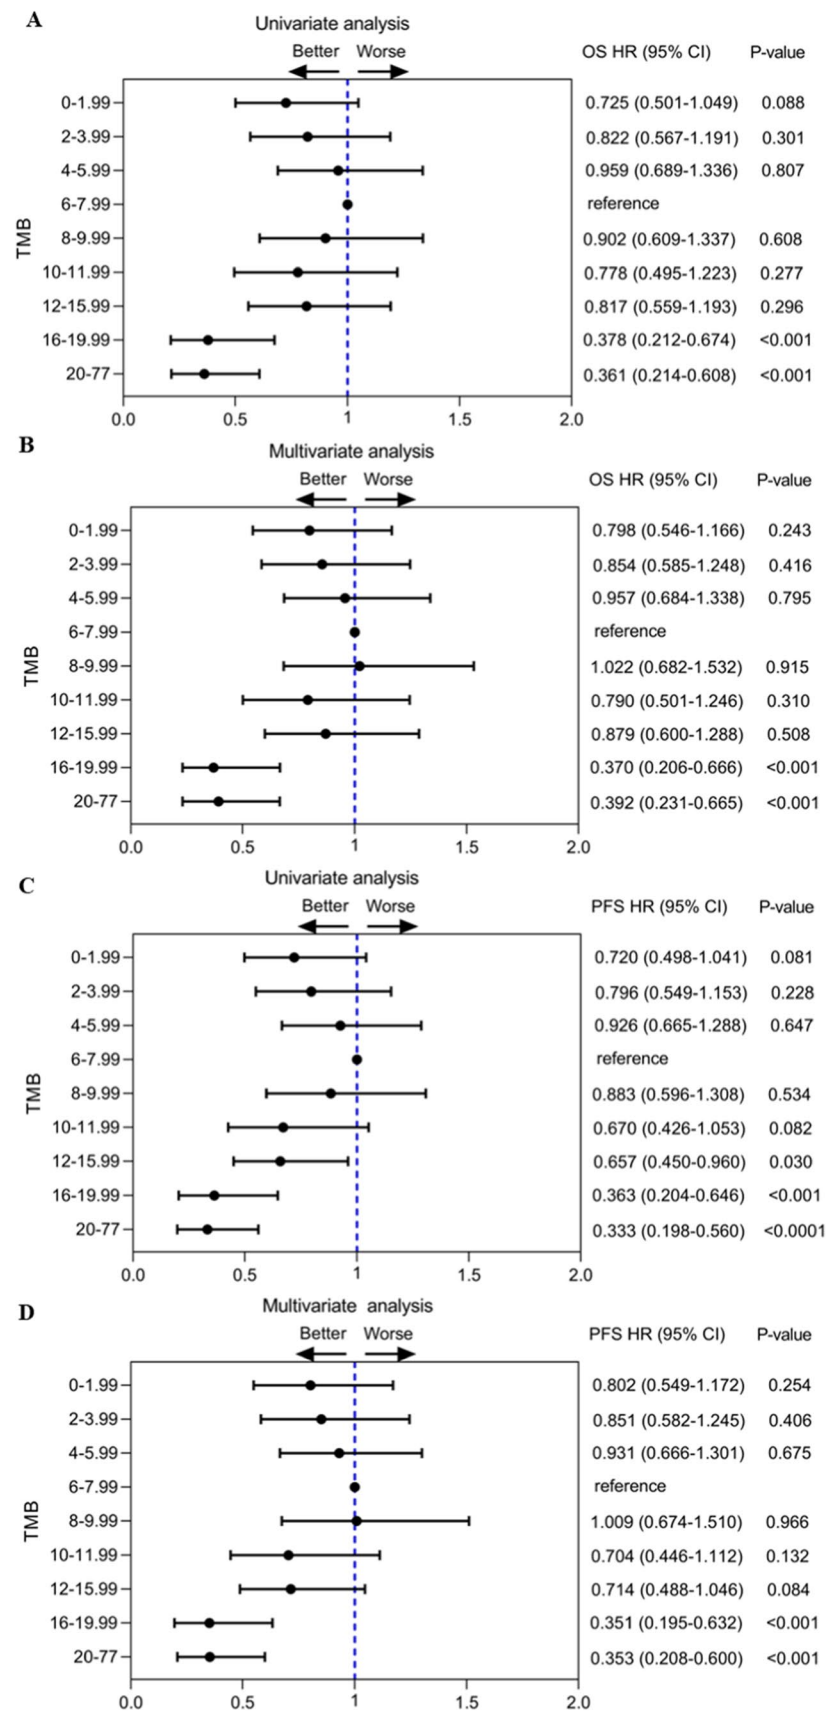 A
Univariate analysis
Better Worse OS HR (95% CI) P-value
0-1.99 0.725 (0.501-1.049) 0.088
2-3.99 0.822 (0.567-1.191) 0.301
4-5.99 0.959 (0.689-1.336) 0.807
6-7.99 reference
TMB
8-9.99 0.902 (0.609-1.337) 0.608
10-11.99 0.778 (0.495-1.223) 0.277
12-15.99 0.817 (0.559-1.193) 0.296
16-19.99 0.378 (0.212-0.674) <0.001
20-77 0.361 (0.214-0.608) <0.001
0.0 0.5 1 1.5 2.0
B
Multivariate analysis
Better Worse OS HR (95% CI) P-value
0-1.99 0.798 (0.546-1.166) 0.243
2-3.99 0.854 (0.585-1.248) 0.416
4-5.99 0.957 (0.684-1.338) 0.795
6-7.99 reference
TMB
8-9.99 1.022 (0.682-1.532) 0.915
10-11.99 0.790 (0.501-1.246) 0.310
12-15.99 0.879 (0.600-1.288) 0.508
16-19.99 0.370 (0.206-0.666) <0.001
20-77 0.392 (0.231-0.665) <0.001
0.0 0.5 1 1.5 2.0
C
Univariate analysis
Better Worse PFS HR (95% CI) P-value
0-1.99 0.720 (0.498-1.041) 0.081
2-3.99 0.796 (0.549-1.153) 0.228
4-5.99 0.926 (0.665-1.288) 0.647
6-7.99 reference
TMB
8-9.99 0.883 (0.596-1.308) 0.534
10-11.99 0.670 (0.426-1.053) 0.082
12-15.99 0.657 (0.450-0.960) 0.030
16-19.99 0.363 (0.204-0.646) <0.001
20-77 0.333 (0.198-0.560) <0.0001
0.0 0.5 1 1.5 2.0
D
Multivariate analysis
Better Worse PFS HR (95% CI) P-value
0-1.99 0.802 (0.549-1.172) 0.254
2-3.99 0.851 (0.582-1.245) 0.406
4-5.99 0.931 (0.666-1.301) 0.675
6-7.99 reference
TMB
8-9.99 1.009 (0.674-1.510) 0.966
10-11.99 0.704 (0.446-1.112) 0.132
12-15.99 0.714 (0.488-1.046) 0.084
16-19.99 0.351 (0.195-0.632) <0.001
20-77 0.353 (0.208-0.600) <0.001
0.0 0.5 1 1.5 2.0